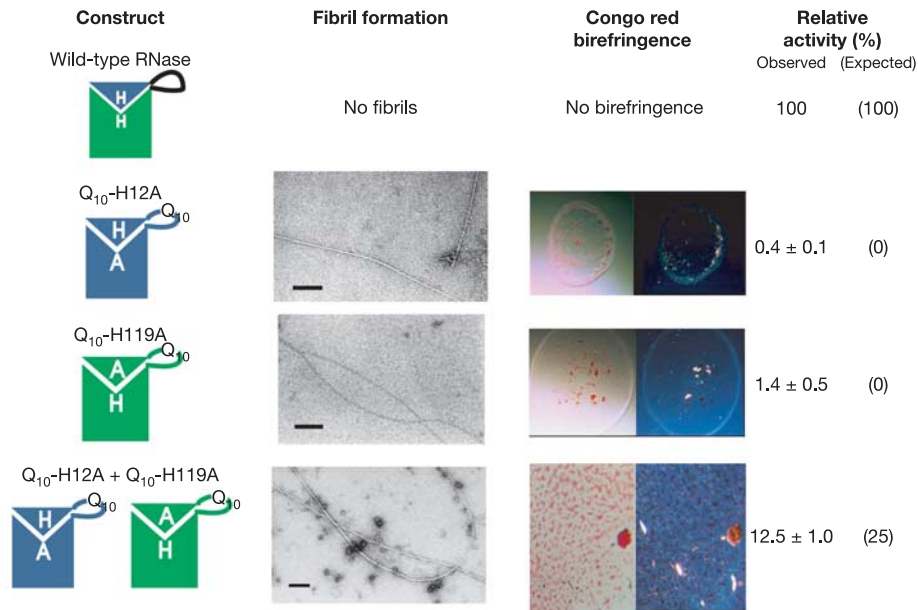 Construct
Fibril formation
Congo red
birefringence
Relative
activity (%)
Observed (Expected)
Wild-type RNase
H
H
No fibrils
No birefringence
100 (100)
Q₁₀-H12A
Q₁₀
H
A
0.4 ± 0.1 (0)
Q₁₀-H119A
Q₁₀
A
H
1.4 ± 0.5 (0)
Q₁₀-H12A + Q₁₀-H119A
Q₁₀ Q₁₀
H A
A H
12.5 ± 1.0 (25)